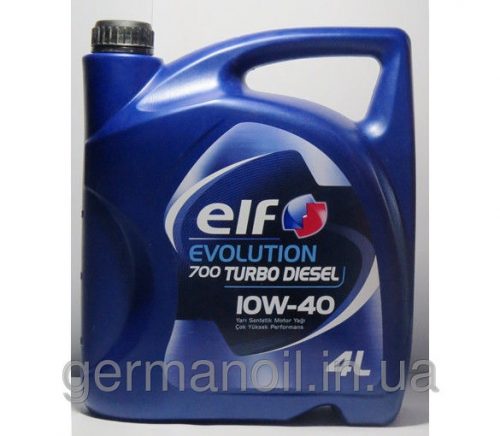 elf
EVOLUTION
700 TURBO DIESEL
10W-40
Yarı Sentetik Motor Yağı
Çok Yüksek Performans
4L
germanoil.in.ua